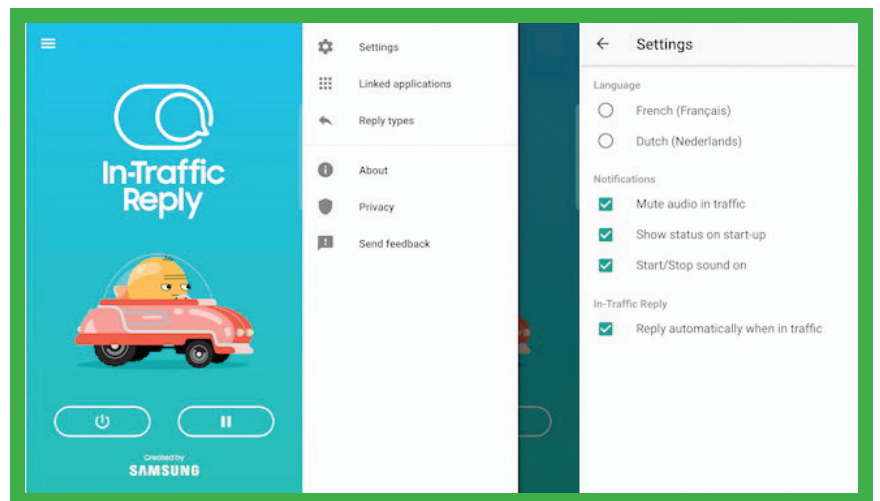 In-Traffic
Reply
Created by
SAMSUNG
Settings
Linked applications
Reply types
About
Privacy
Send feedback
Settings
Language
French (Français)
Dutch (Nederlands)
Notifications
Mute audio in traffic
Show status on start-up
Start/Stop sound on
In-Traffic Reply
Reply automatically when in traffic